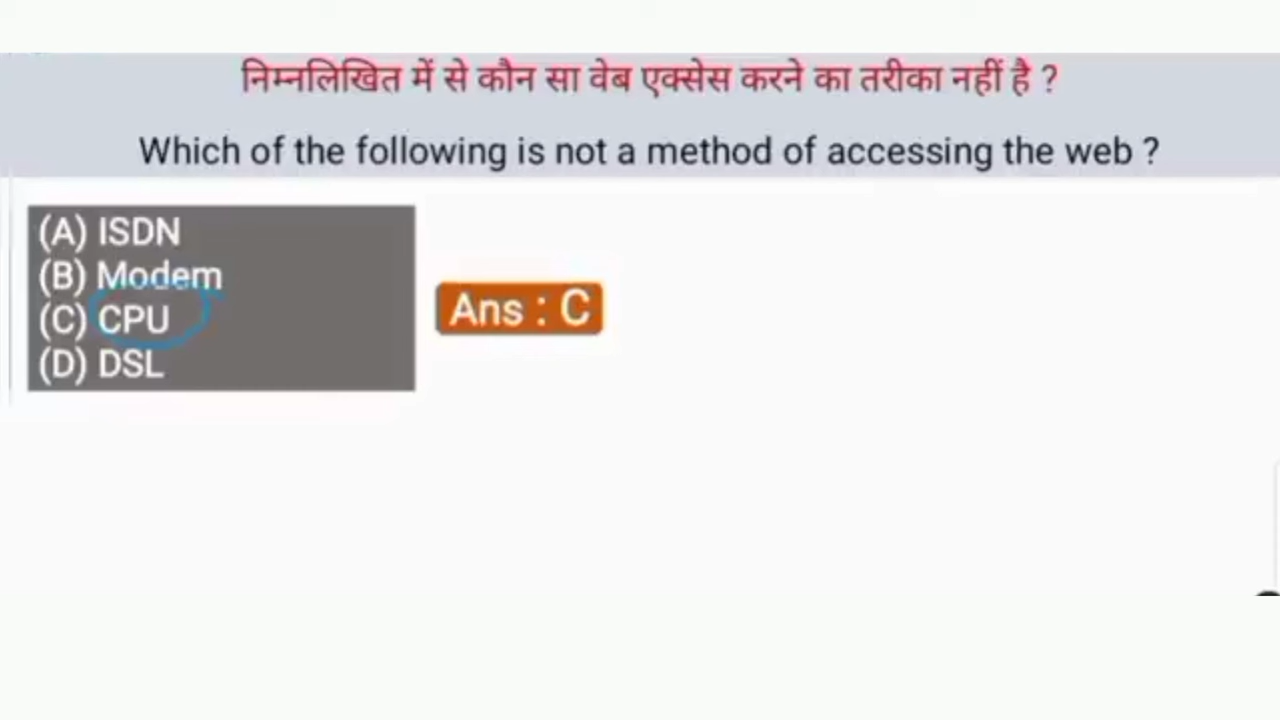 निम्नलिखित में से कौन सा वेब एक्सेस करने का तरीका नहीं है ?
Which of the following is not a method of accessing the web ?
(A) ISDN
(B) Modem
(C) CPU
(D) DSL
Ans : C